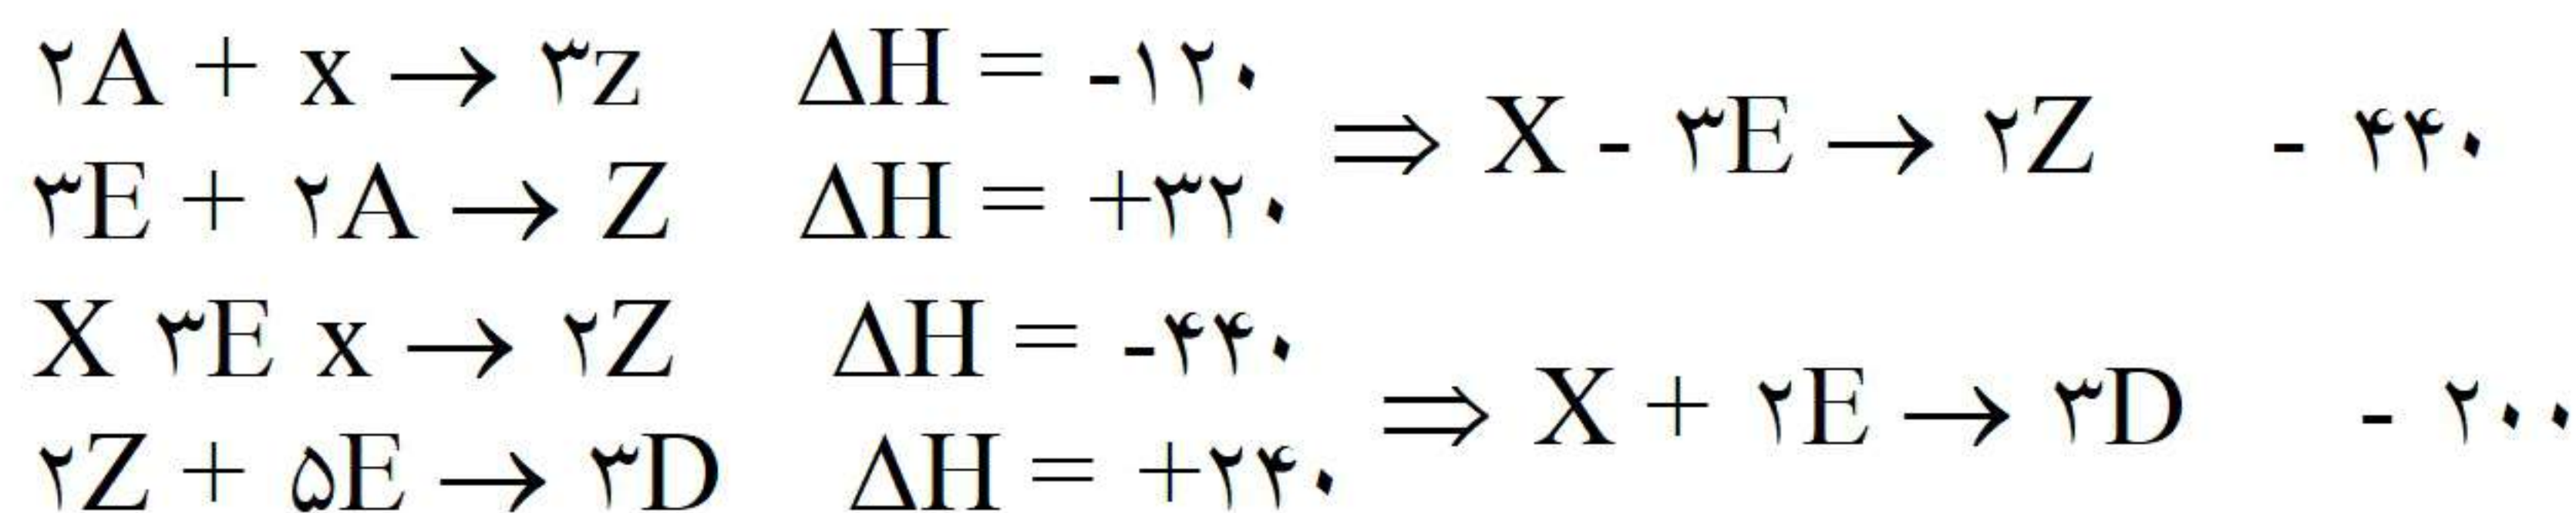 ۲A + x → ۳z    ΔH = -۱۲۰
۳E + ۲A → Z    ΔH = +۳۲۰
⇒ X - ۳E → ۲Z    - ۴۴۰
X ۳E x → ۲Z    ΔH = -۴۴۰
۲Z + ۵E → ۳D    ΔH = +۲۴۰
⇒ X + ۲E → ۳D    - ۲۰۰